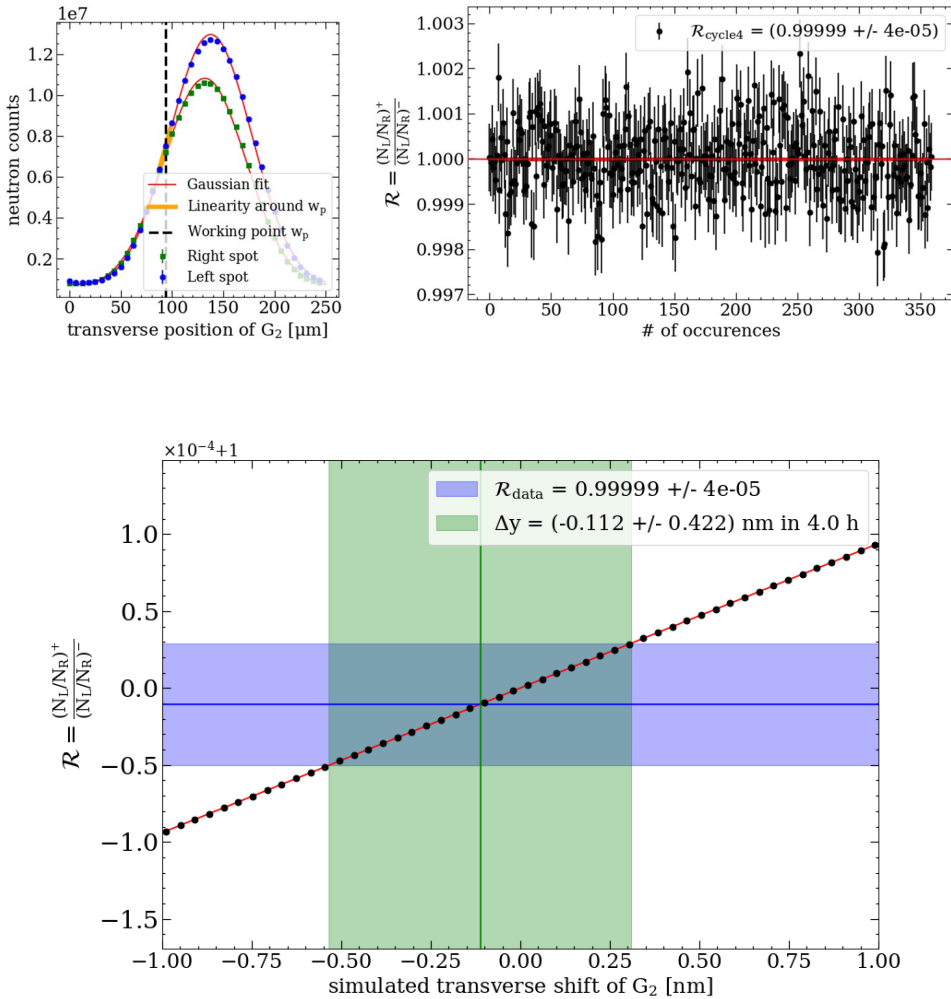 1e7
neutron counts
1.2
1.0
0.8
0.6
0.4
0.2
0 50 100 150 200 250
transverse position of G₂ [μm]
Gaussian fit
Linearity around wₚ
Working point wₚ
Right spot
Left spot
ℛ = (N_L/N_R)⁺ / (N_L/N_R)⁻
1.003
1.002
1.001
1.000
0.999
0.998
0.997
0 50 100 150 200 250 300 350
# of occurences
ℛ_cycle4 = (0.99999 +/- 4e-05)
×10⁻⁴+1
ℛ = (N_L/N_R)⁺ / (N_L/N_R)⁻
1.0
0.5
0.0
−0.5
−1.0
−1.5
−1.00 −0.75 −0.50 −0.25 0.00 0.25 0.50 0.75 1.00
simulated transverse shift of G₂ [nm]
ℛ_data = 0.99999 +/- 4e-05
Δy = (-0.112 +/- 0.422) nm in 4.0 h